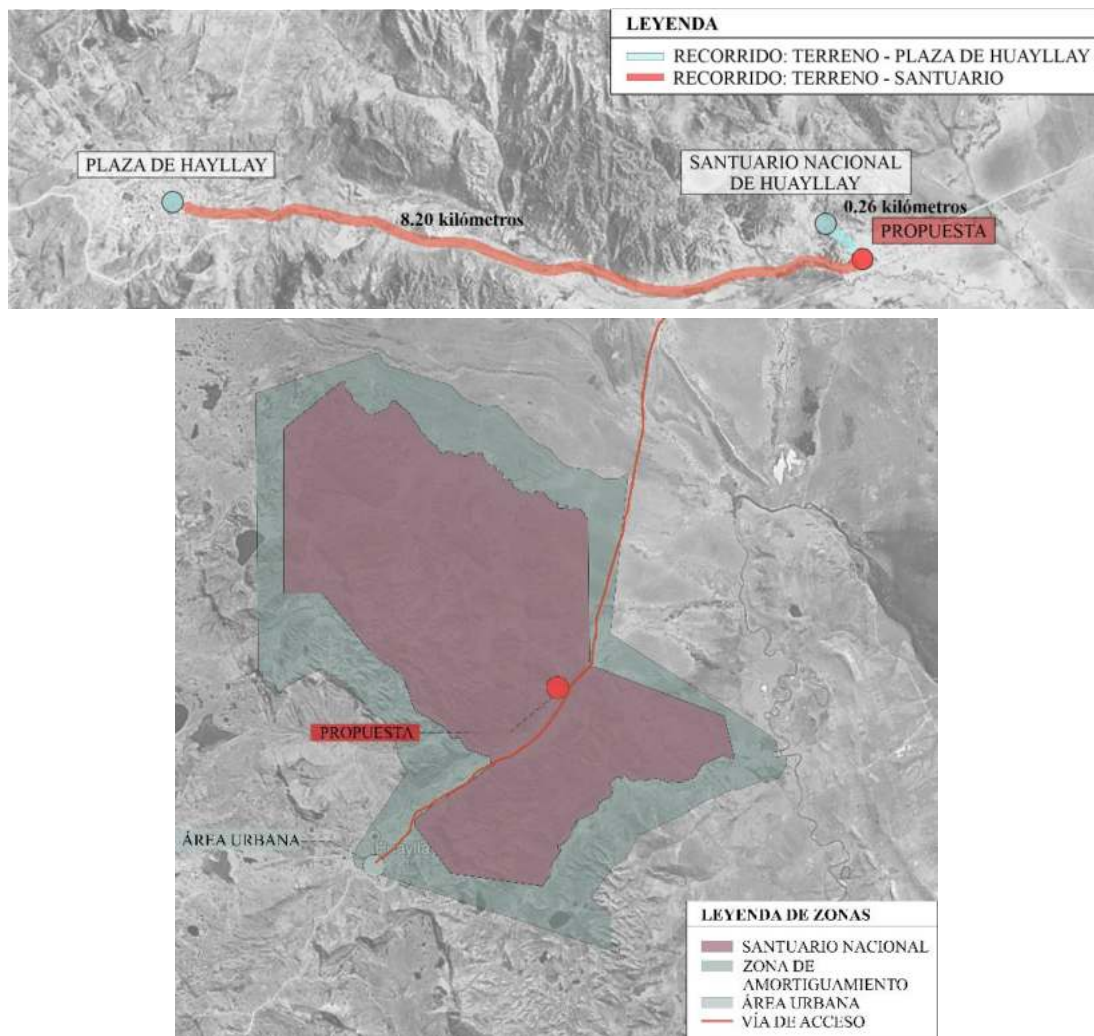 LEYENDA
RECORRIDO: TERRENO - PLAZA DE HUAYLLAY
RECORRIDO: TERRENO - SANTUARIO
PLAZA DE HAYLLAY
SANTUARIO NACIONAL
DE HUAYLLAY
8.20 kilómetros
0.26 kilómetros
PROPUESTA
PROPUESTA
ÁREA URBANA
LEYENDA DE ZONAS
SANTUARIO NACIONAL
ZONA DE
AMORTIGUAMIENTO
ÁREA URBANA
VÍA DE ACCESO